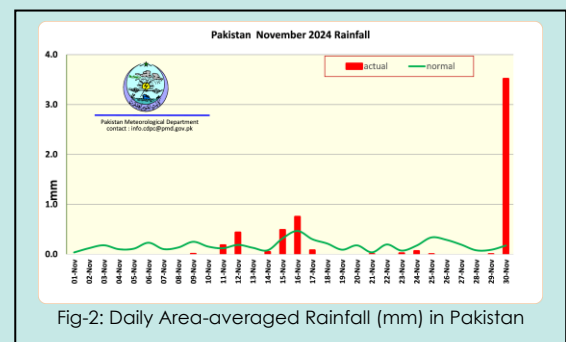 Pakistan November 2024 Rainfall
4.0
3.0
2.0
1.0
0.0
mm
actual
normal
Pakistan Meteorological Department
contact : info.cdpc@pmd.gov.pk
01-Nov
02-Nov
03-Nov
04-Nov
05-Nov
06-Nov
07-Nov
08-Nov
09-Nov
10-Nov
11-Nov
12-Nov
13-Nov
14-Nov
15-Nov
16-Nov
17-Nov
18-Nov
19-Nov
20-Nov
21-Nov
22-Nov
23-Nov
24-Nov
25-Nov
26-Nov
27-Nov
28-Nov
29-Nov
30-Nov
Fig-2: Daily Area-averaged Rainfall (mm) in Pakistan